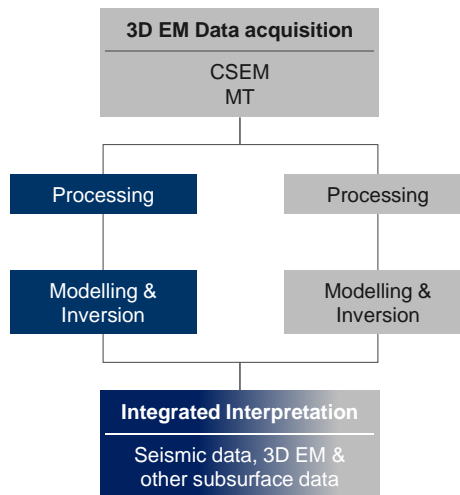 3D EM Data acquisition
CSEM
MT
Processing
Processing
Modelling &
Inversion
Modelling &
Inversion
Integrated Interpretation
Seismic data, 3D EM &
other subsurface data